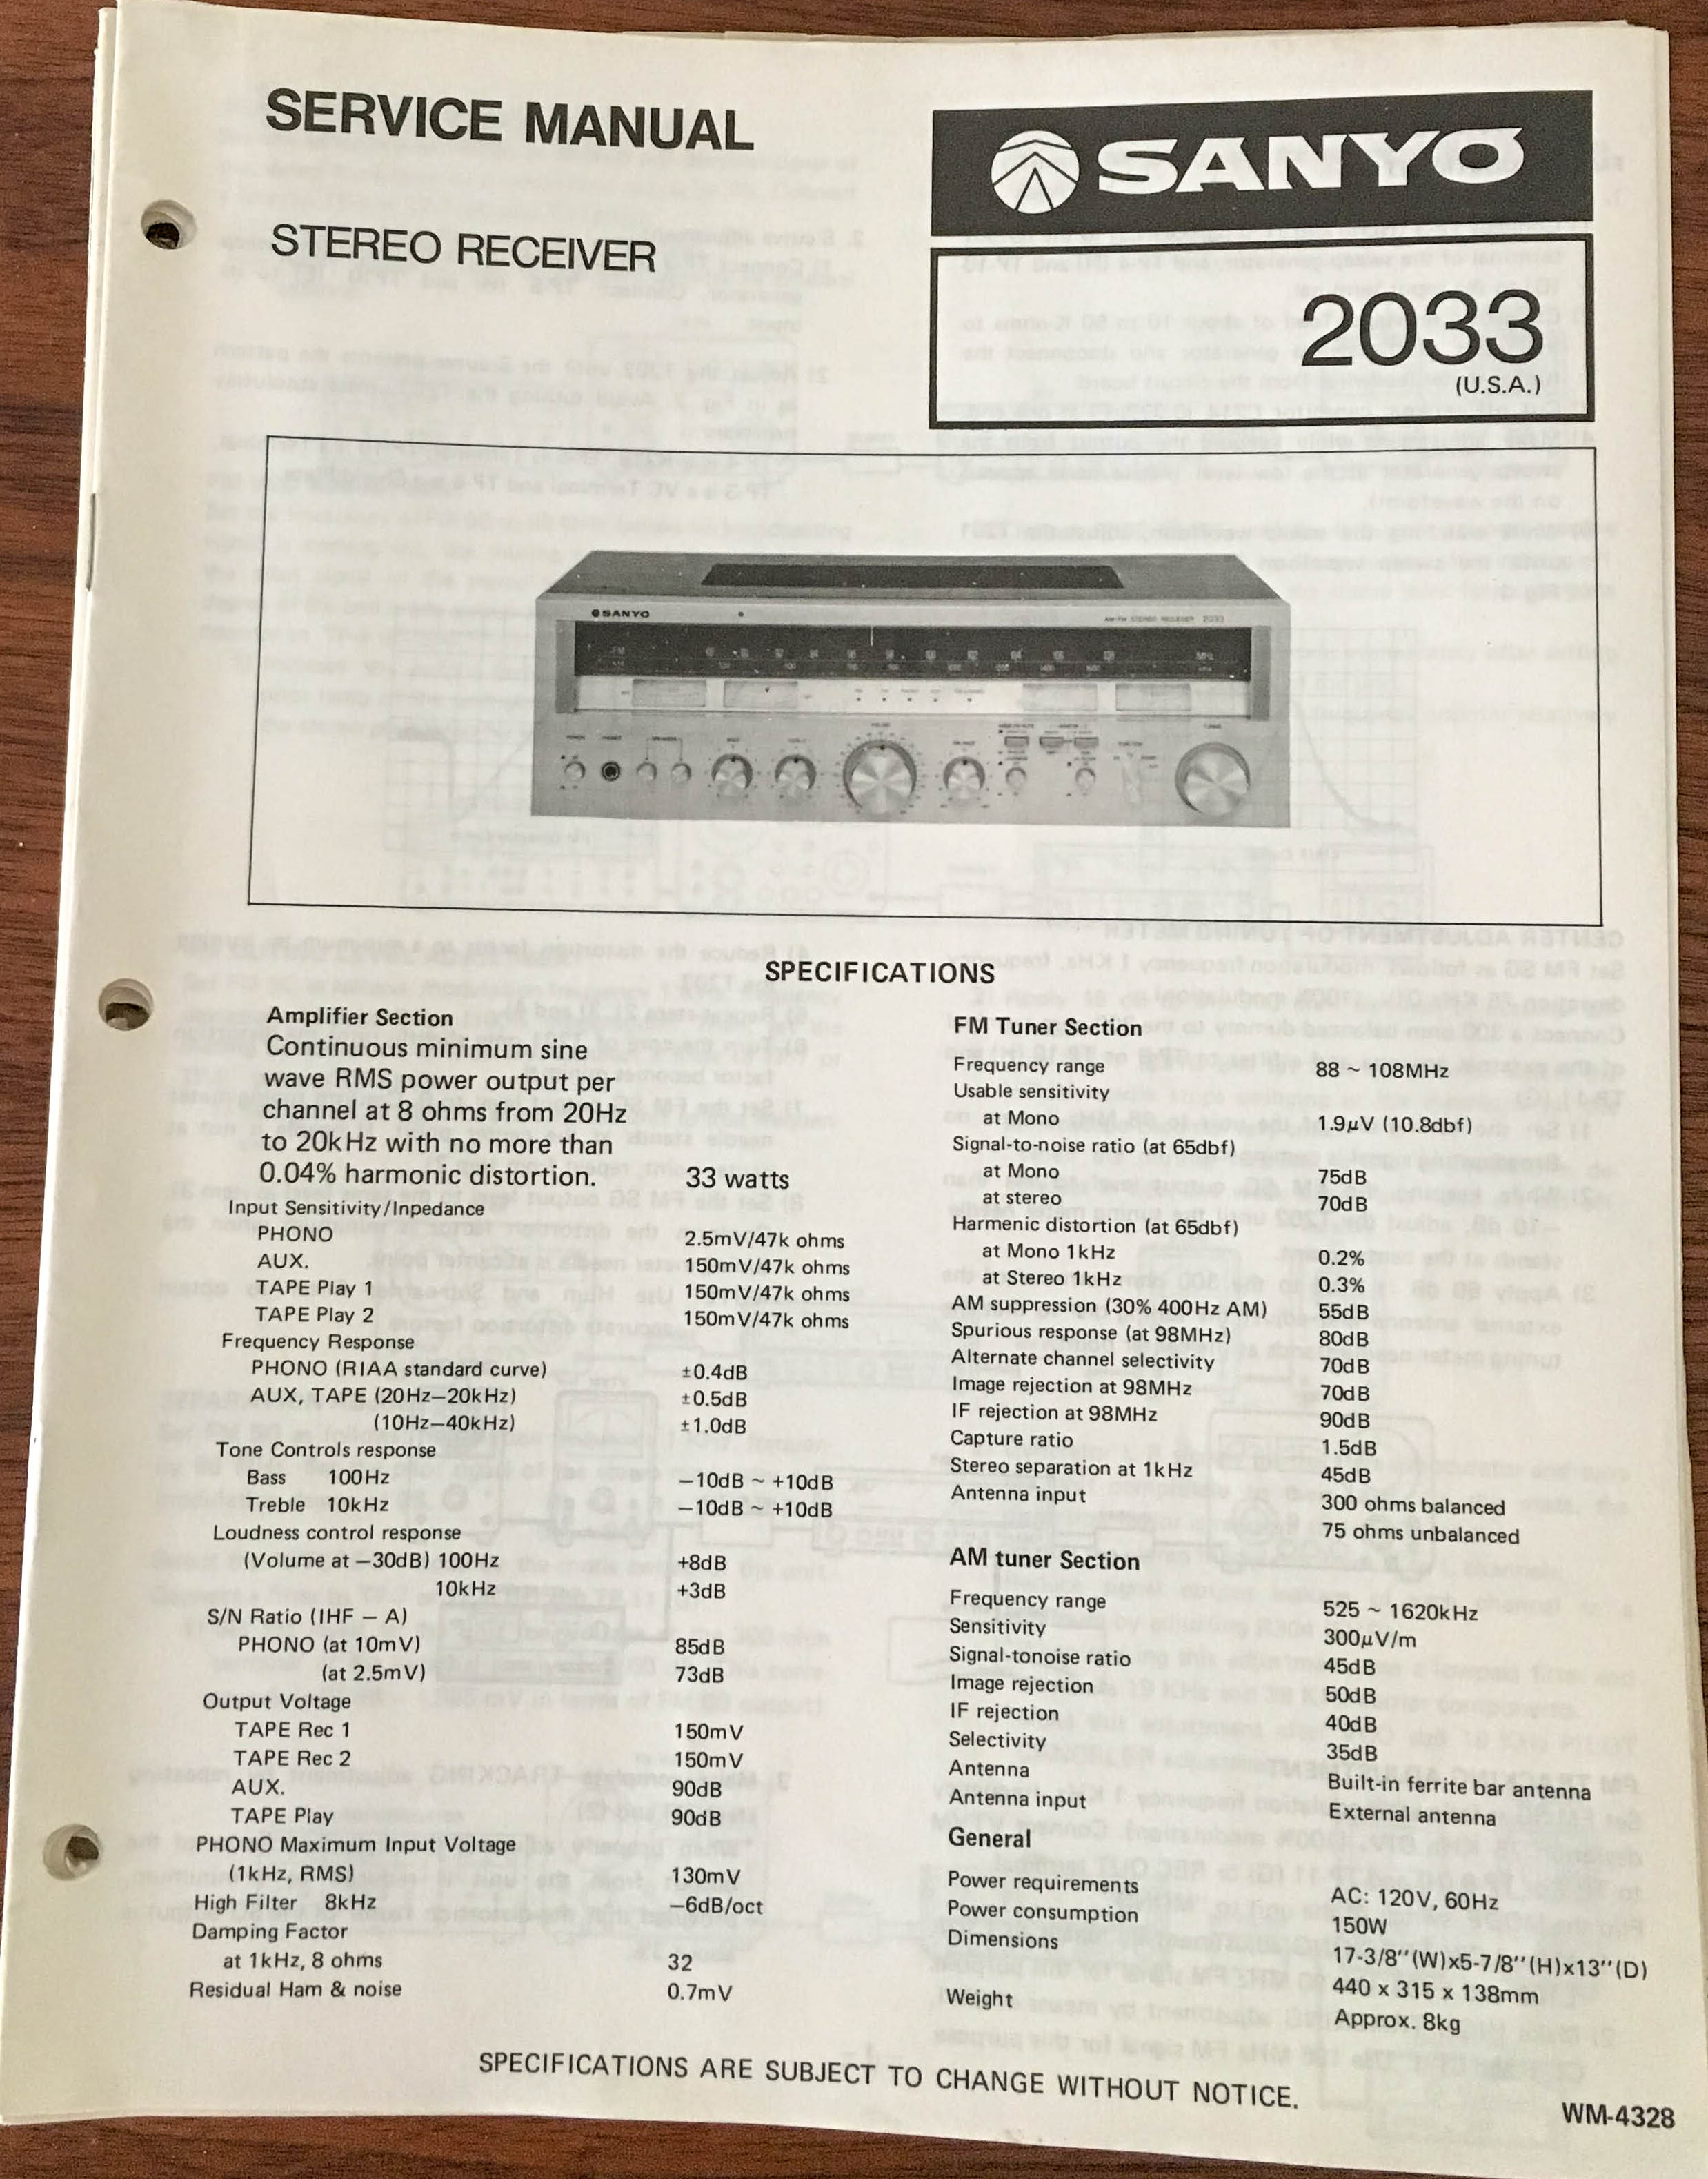 SERVICE MANUAL
STEREO RECEIVER
SANYO
2033
(U.S.A.)
SANYO
2033
FM
MHz
SPECIFICATIONS
Amplifier Section
Continuous minimum sine
wave RMS power output per
channel at 8 ohms from 20Hz
to 20kHz with no more than
0.04% harmonic distortion. 33 watts
Input Sensitivity/Inpedance
PHONO 2.5mV/47k ohms
AUX. 150mV/47k ohms
TAPE Play 1 150mV/47k ohms
TAPE Play 2 150mV/47k ohms
Frequency Response
PHONO (RIAA standard curve) ±0.4dB
AUX, TAPE (20Hz–20kHz) ±0.5dB
(10Hz–40kHz) ±1.0dB
Tone Controls response
Bass 100Hz –10dB ~ +10dB
Treble 10kHz –10dB ~ +10dB
Loudness control response
(Volume at –30dB) 100Hz +8dB
10kHz +3dB
S/N Ratio (IHF – A)
PHONO (at 10mV) 85dB
(at 2.5mV) 73dB
Output Voltage
TAPE Rec 1 150mV
TAPE Rec 2 150mV
AUX. 90dB
TAPE Play 90dB
PHONO Maximum Input Voltage
(1kHz, RMS) 130mV
High Filter 8kHz –6dB/oct
Damping Factor
at 1kHz, 8 ohms 32
Residual Ham & noise 0.7mV
FM Tuner Section
Frequency range 88 ~ 108MHz
Usable sensitivity
at Mono 1.9µV (10.8dbf)
Signal-to-noise ratio (at 65dbf)
at Mono 75dB
at stereo 70dB
Harmenic distortion (at 65dbf)
at Mono 1kHz 0.2%
at Stereo 1kHz 0.3%
AM suppression (30% 400Hz AM) 55dB
Spurious response (at 98MHz) 80dB
Alternate channel selectivity 70dB
Image rejection at 98MHz 70dB
IF rejection at 98MHz 90dB
Capture ratio 1.5dB
Stereo separation at 1kHz 45dB
Antenna input 300 ohms balanced
75 ohms unbalanced
AM tuner Section
Frequency range 525 ~ 1620kHz
Sensitivity 300µV/m
Signal-tonoise ratio 45dB
Image rejection 50dB
IF rejection 40dB
Selectivity 35dB
Antenna Built-in ferrite bar antenna
Antenna input External antenna
General
Power requirements AC: 120V, 60Hz
Power consumption 150W
Dimensions 17-3/8''(W)x5-7/8''(H)x13''(D)
440 x 315 x 138mm
Weight Approx. 8kg
SPECIFICATIONS ARE SUBJECT TO CHANGE WITHOUT NOTICE.
WM-4328